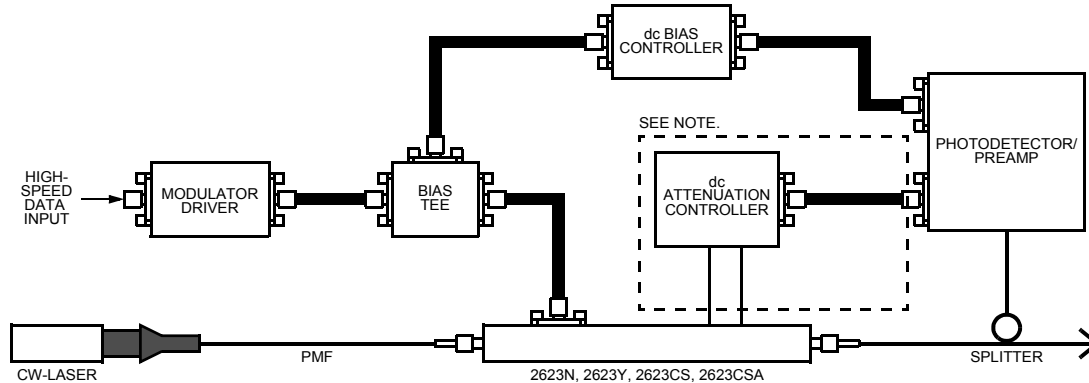 dc BIAS
CONTROLLER
SEE NOTE.
PHOTODETECTOR/
PREAMP
HIGH-
SPEED
DATA
INPUT
MODULATOR
DRIVER
BIAS
TEE
dc
ATTENUATION
CONTROLLER
PMF
SPLITTER
CW-LASER
2623N, 2623Y, 2623CS, 2623CSA